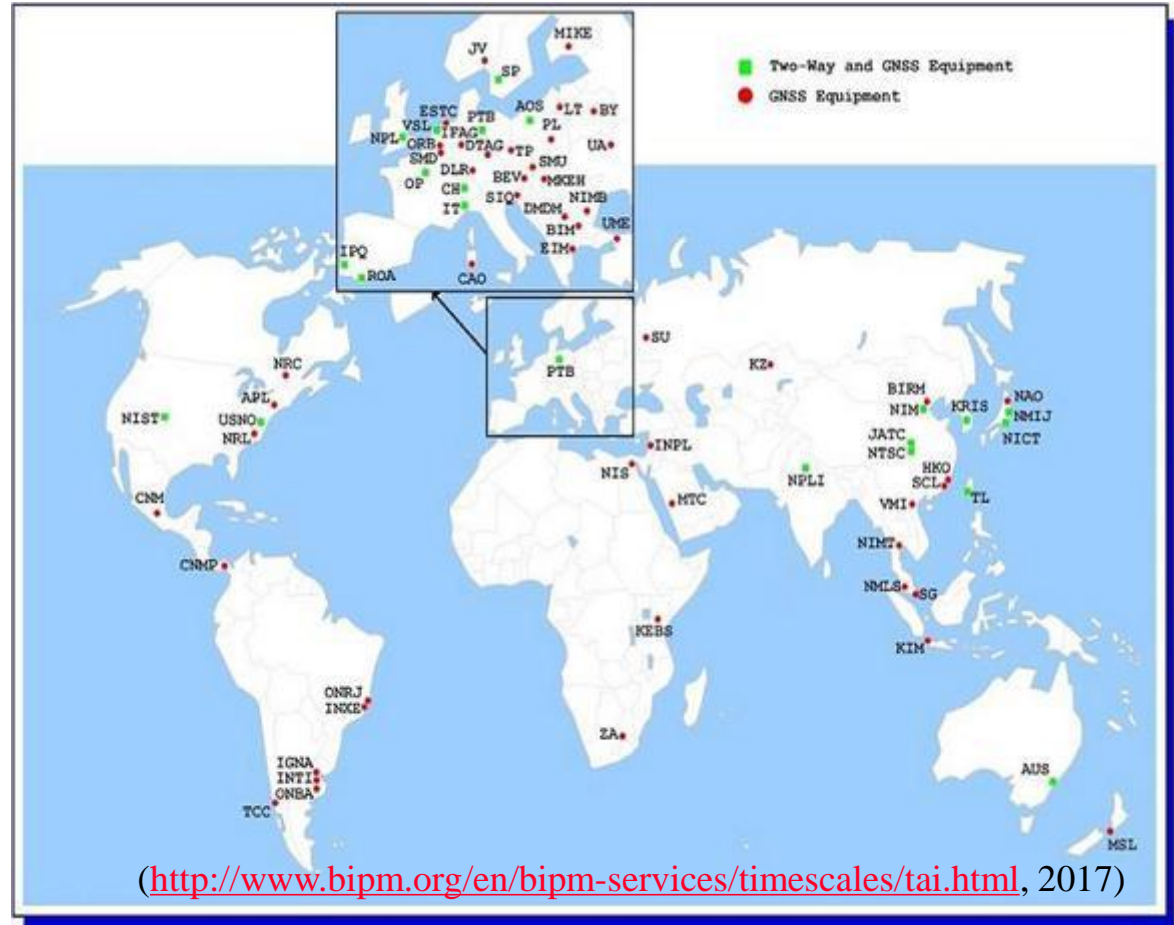 MIKE
JV
SP
Two-Way and GNSS Equipment
GNSS Equipment
ESTC
PTB
AOS
LT
BY
VSL
IFAG
PL
NPL
ORB
DTAG
TP
UA
SMD
DLR
SMU
OP
BEV
MKEH
CH
SIQ
NIMB
IT
DMDM
UME
BIM
IPQ
EIM
ROA
CAO
SU
NRC
PTB
KZ
APL
BIRM
NAO
NIST
USNO
NIM
KRIS
NMIJ
NRL
JATC
NICT
INPL
NTSC
NIS
NPLI
HKO
CNM
MTC
SCL
TL
VMI
CNMP
NIMT
NMLS
SG
KEBS
KIM
ONRJ
INXE
ZA
IGNA
INTI
AUS
ONBA
TCC
MSL
(http://www.bipm.org/en/bipm-services/timescales/tai.html, 2017)